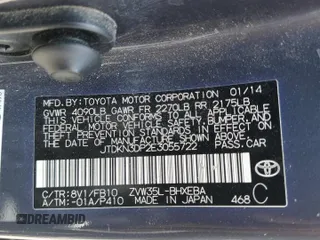 MFD.BY:TOYOTA MOTOR CORPORATION 01/14
GVWR 4090LB GAWR FR 2270LB RR 2175LB
THIS VEHICLE CONFORMS TO ALL APPLICABLE
FEDERAL MOTOR VEHICLE SAFETY, BUMPER, AND
THEFT PREVENTION STANDARDS IN EFFECT ON
THE DATE OF MANUFACTURE SHOWN ABOVE.
PASS.CAR
C/TR:8V1/FB10 ZVW35L-BHXEBA C
A/TM:-01A/P410 MADE IN JAPAN 468
TOYOTA